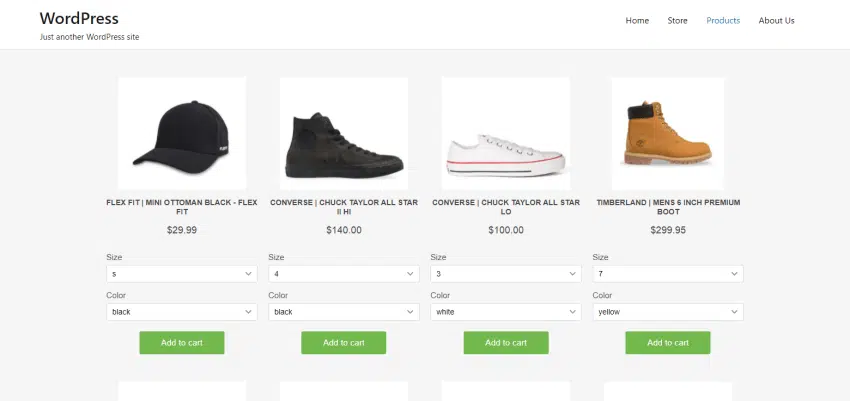 WordPress
Just another WordPress site
Home Store Products About Us
FLEX FIT | MINI OTTOMAN BLACK - FLEX
FIT
$29.99
Size
s
Color
black
Add to cart
CONVERSE | CHUCK TAYLOR ALL STAR
II HI
$140.00
Size
4
Color
black
Add to cart
CONVERSE | CHUCK TAYLOR ALL STAR
LO
$100.00
Size
3
Color
white
Add to cart
TIMBERLAND | MENS 6 INCH PREMIUM
BOOT
$299.95
Size
7
Color
yellow
Add to cart